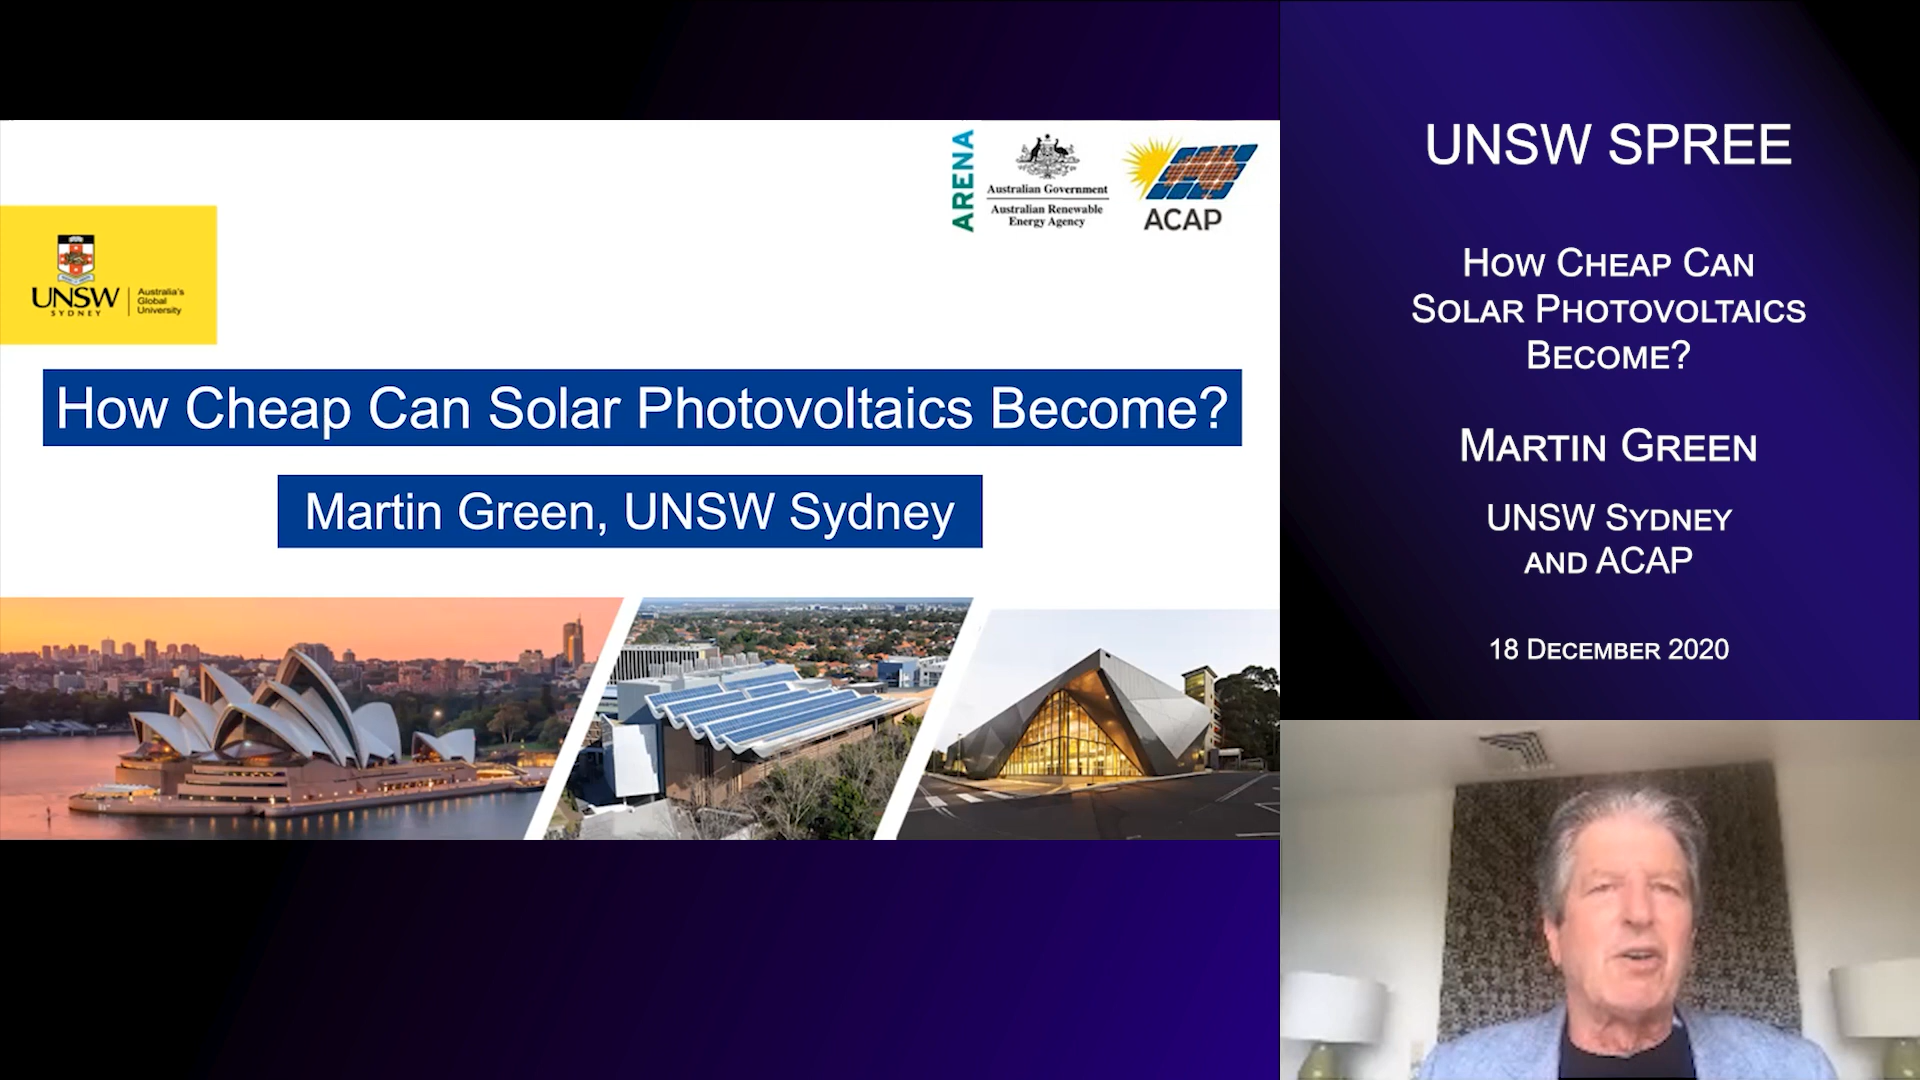 ARENA
Australian Government
Australian Renewable
Energy Agency
ACAP
UNSW
SYDNEY
Australia's
Global
University
How Cheap Can Solar Photovoltaics Become?
Martin Green, UNSW Sydney
UNSW SPREE
How Cheap Can
Solar Photovoltaics
Become?
Martin Green
UNSW Sydney
and ACAP
18 December 2020